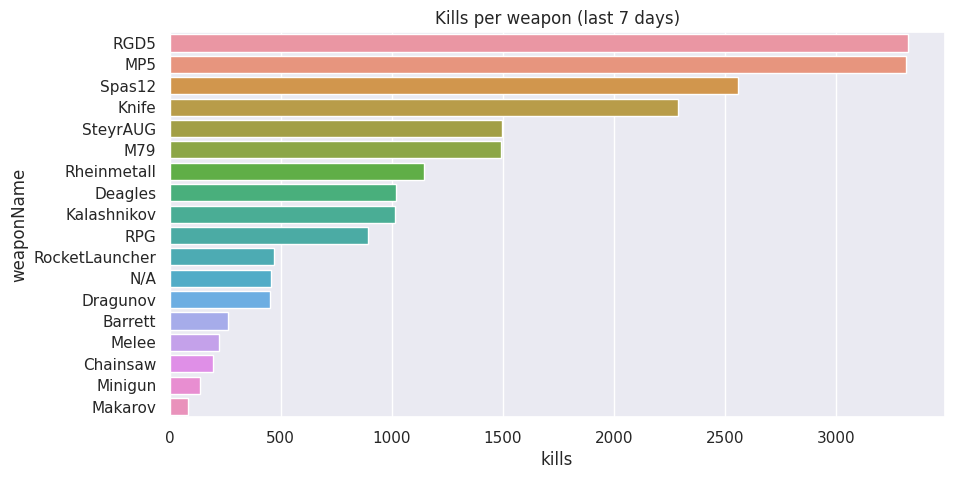 Kills per weapon (last 7 days)
weaponName
RGD5
MP5
Spas12
Knife
SteyrAUG
M79
Rheinmetall
Deagles
Kalashnikov
RPG
RocketLauncher
N/A
Dragunov
Barrett
Melee
Chainsaw
Minigun
Makarov
0 500 1000 1500 2000 2500 3000
kills